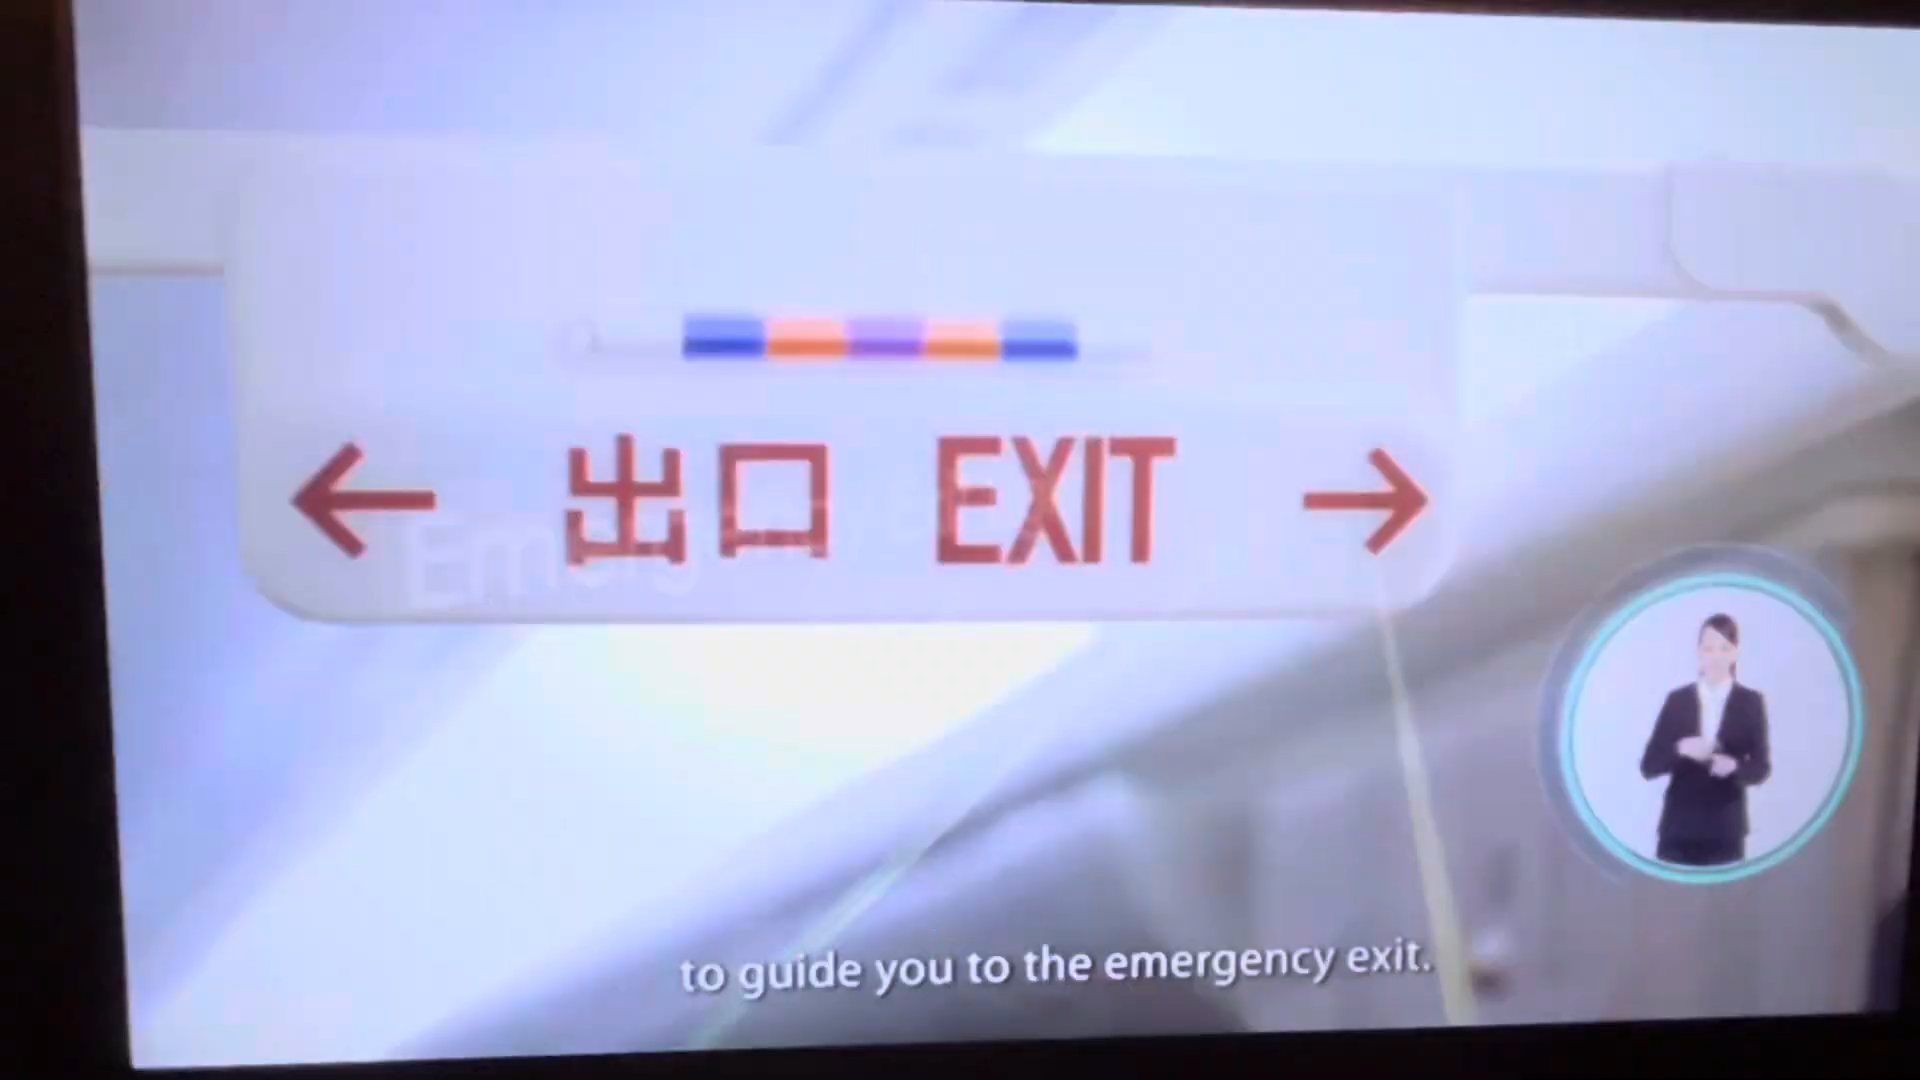 ← 出口 EXIT →
to guide you to the emergency exit.